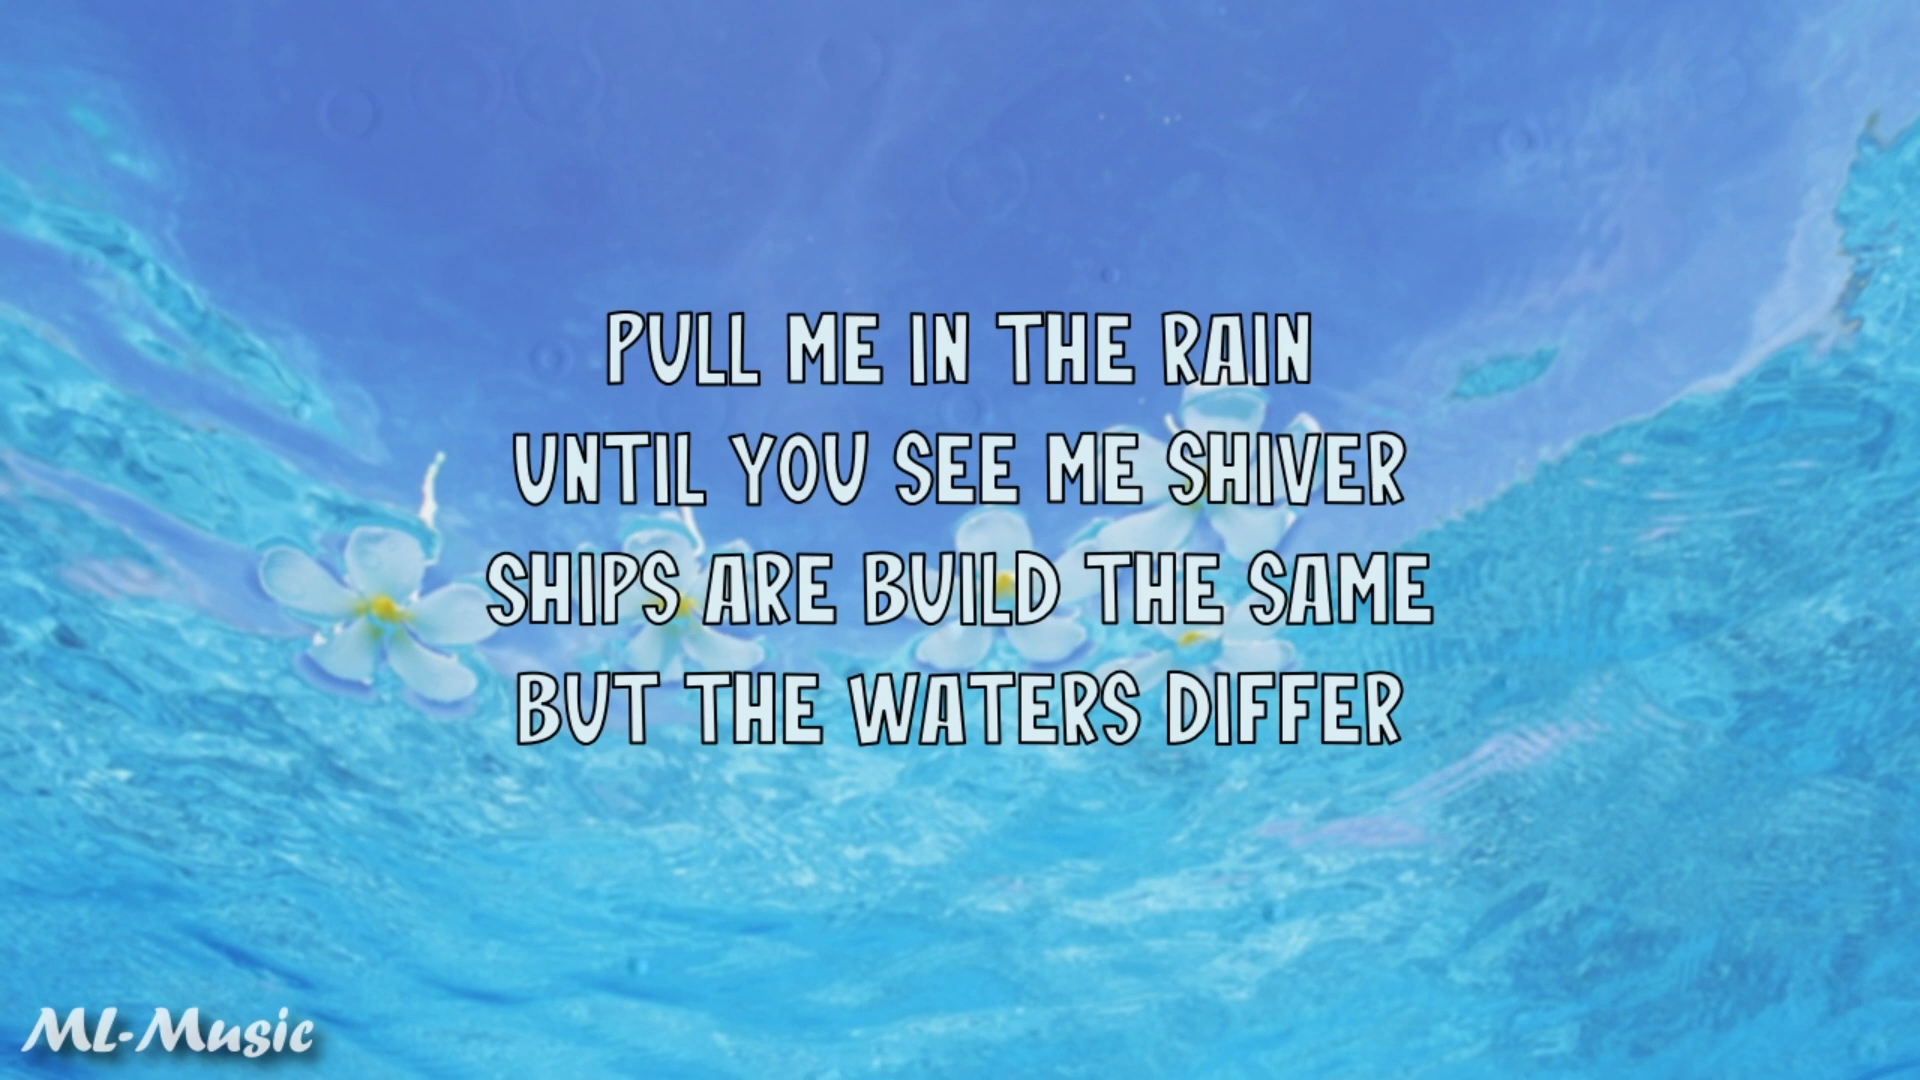 PULL ME IN THE RAIN
UNTIL YOU SEE ME SHIVER
SHIPS ARE BUILD THE SAME
BUT THE WATERS DIFFER
ML-Music